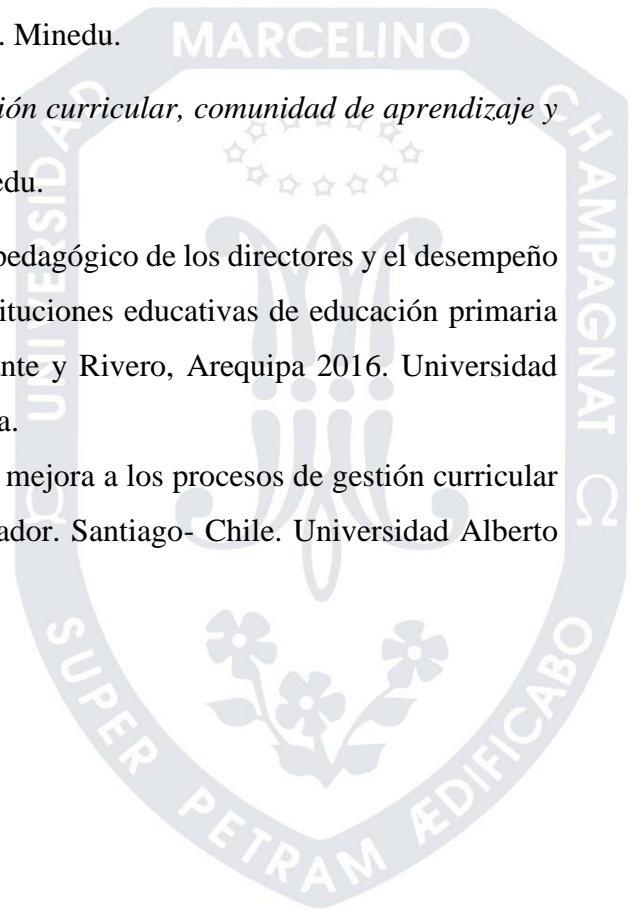 . Minedu.
ión curricular, comunidad de aprendizaje y
edu.
pedagógico de los directores y el desempeño
ituciones educativas de educación primaria
nte y Rivero, Arequipa 2016. Universidad
a.
mejora a los procesos de gestión curricular
ador. Santiago- Chile. Universidad Alberto
UNIVERSIDAD
MARCELINO
CHAMPAGNAT
SUPER PETRAM ÆDIFICABO